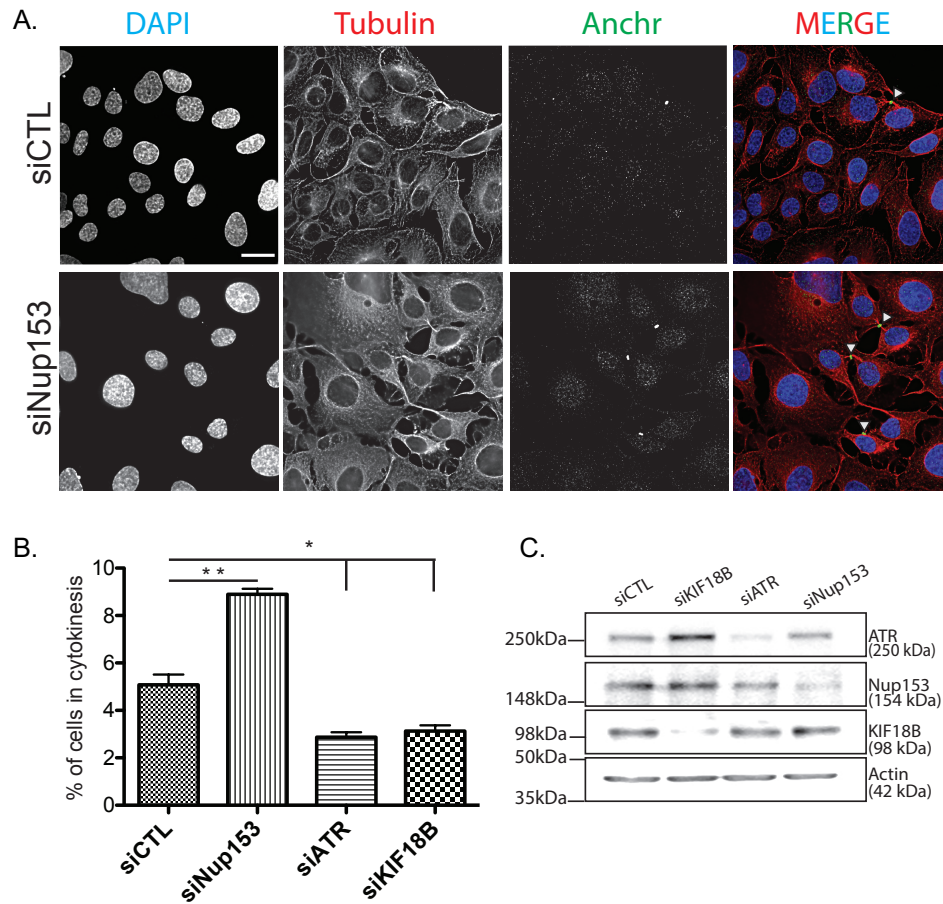 A.
DAPI Tubulin Anchr MERGE
siCTL
siNup153
B.
% of cells in cytokinesis
10
8
6
4
2
0
* *
*
siCTL siNup153 siATR siKIF18B
C.
siCTL siKIF18B siATR siNup153
250kDa ATR
(250 kDa)
148kDa Nup153
(154 kDa)
98kDa KIF18B
(98 kDa)
50kDa
35kDa Actin
(42 kDa)